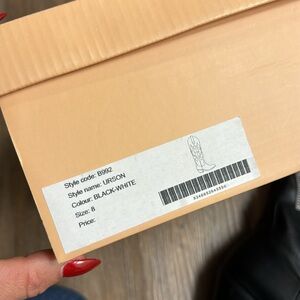 Style code: B992
Style name: URSON
Colour: BLACK-WHITE
Size: 8
Price: